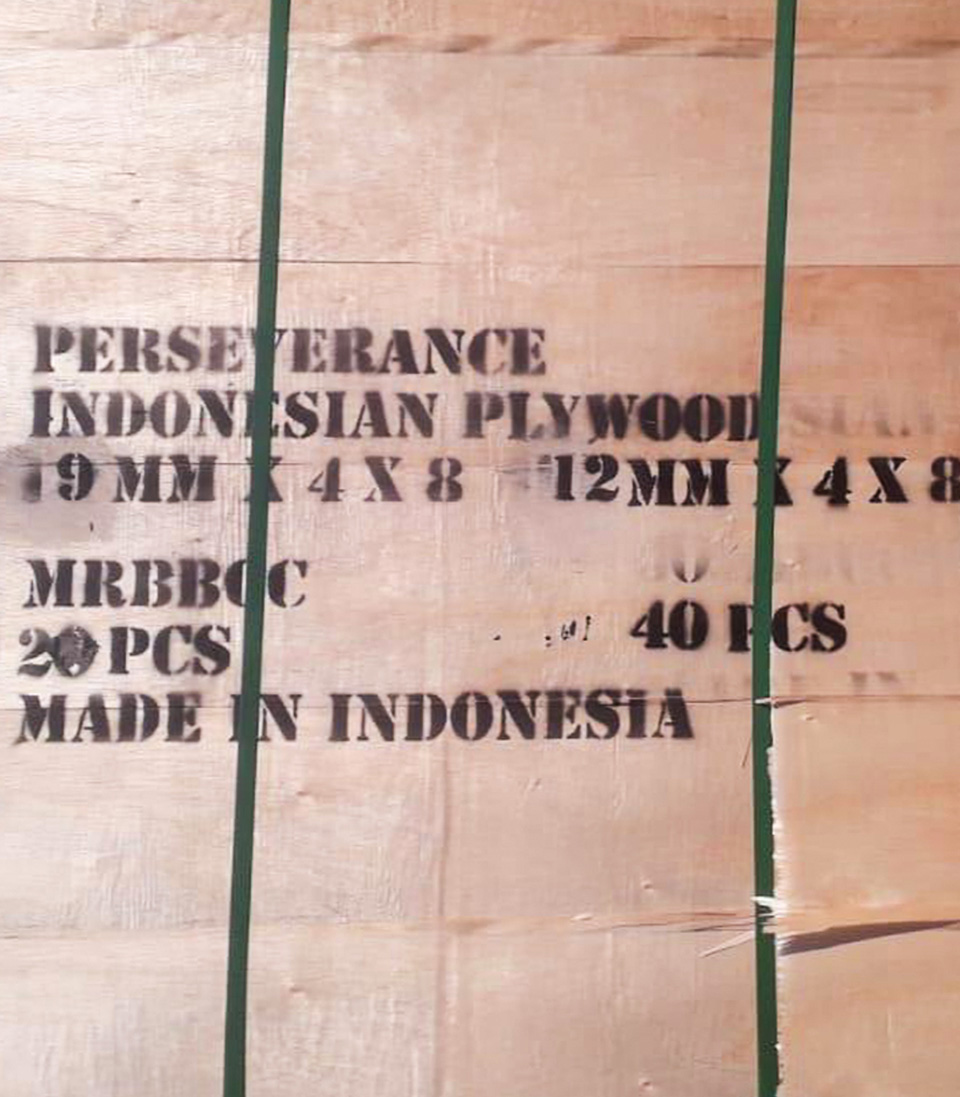 PERSEVERANCE
INDONESIAN PLYWOOD
19 MM X 4 X 8 12MM X 4 X 8
MRBBCC
20 PCS 40 PCS
MADE IN INDONESIA